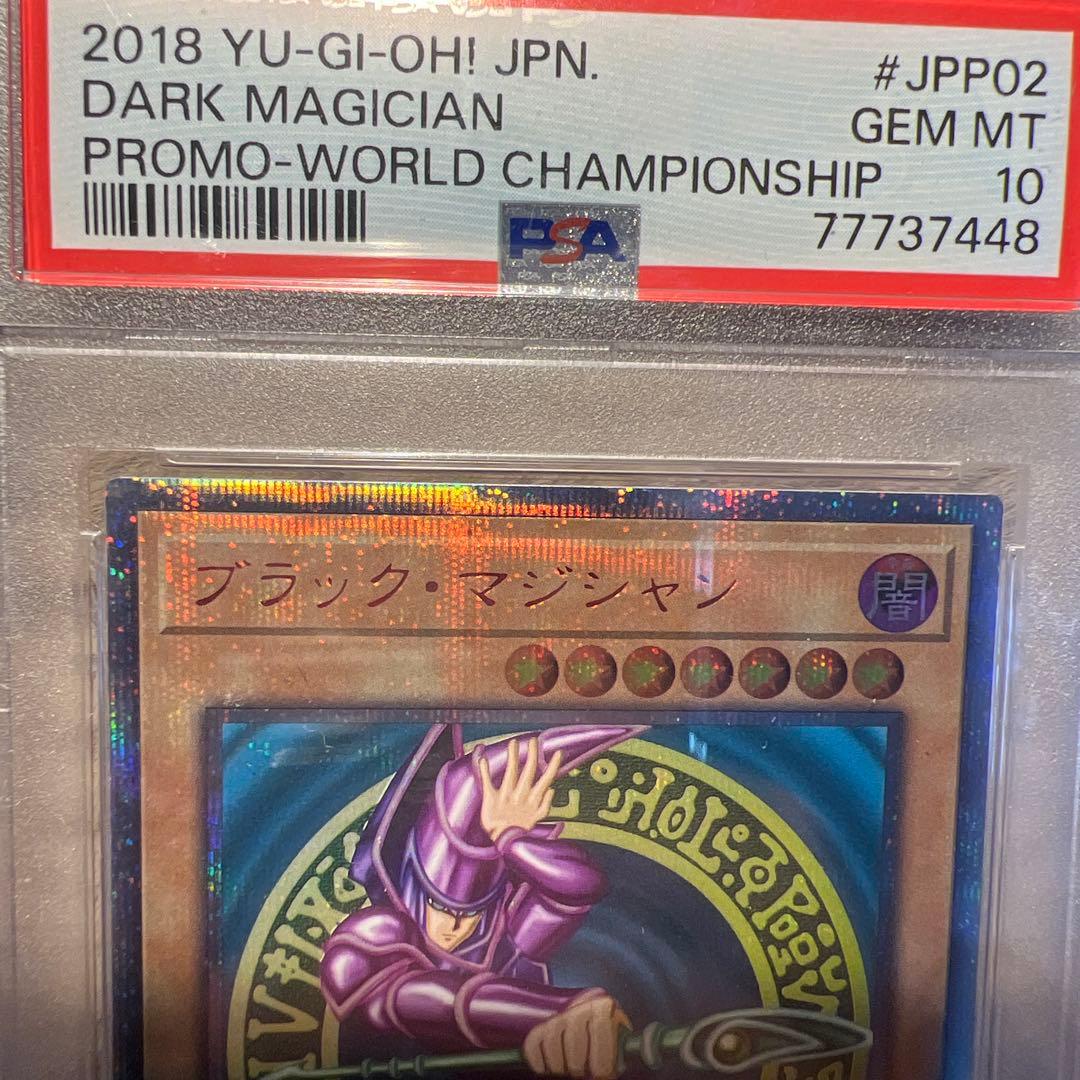 2018 YU-GI-OH! JPN.
#JPP02
DARK MAGICIAN
GEM MT
PROMO-WORLD CHAMPIONSHIP
10
PSA
77737448
ブラック・マジシャン
闇